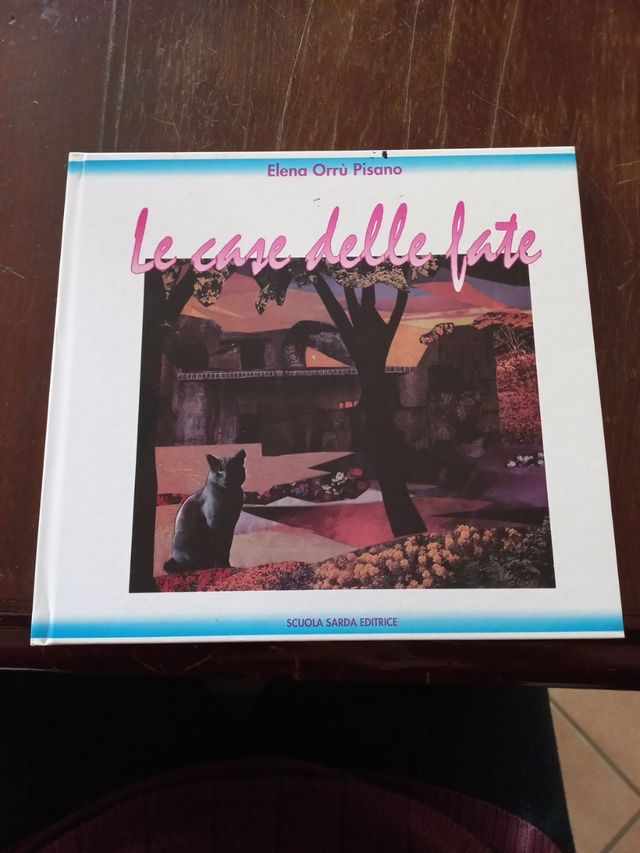 Elena Orrù Pisano
Le case delle fate
SCUOLA SARDA EDITRICE